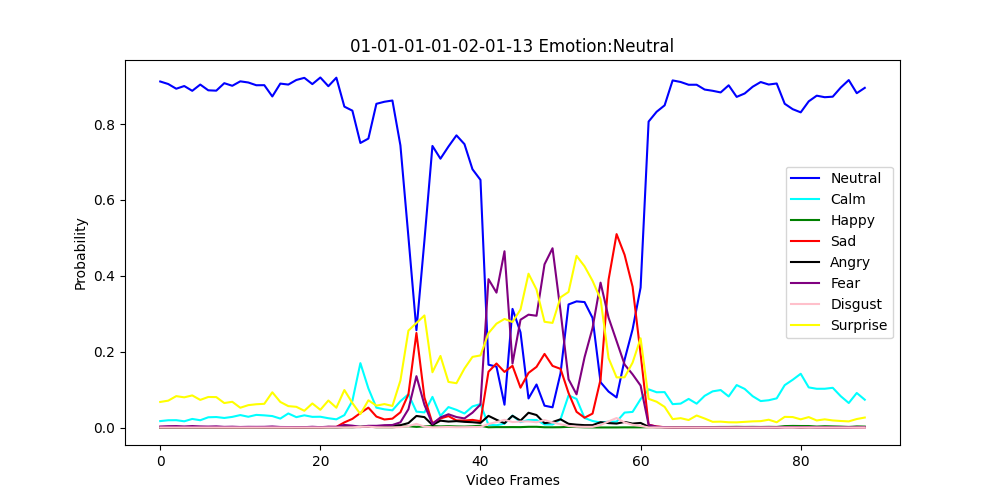 01-01-01-01-02-01-13 Emotion:Neutral
Probability
0.8
0.6
0.4
0.2
0.0
Neutral
Calm
Happy
Sad
Angry
Fear
Disgust
Surprise
0 20 40 60 80
Video Frames